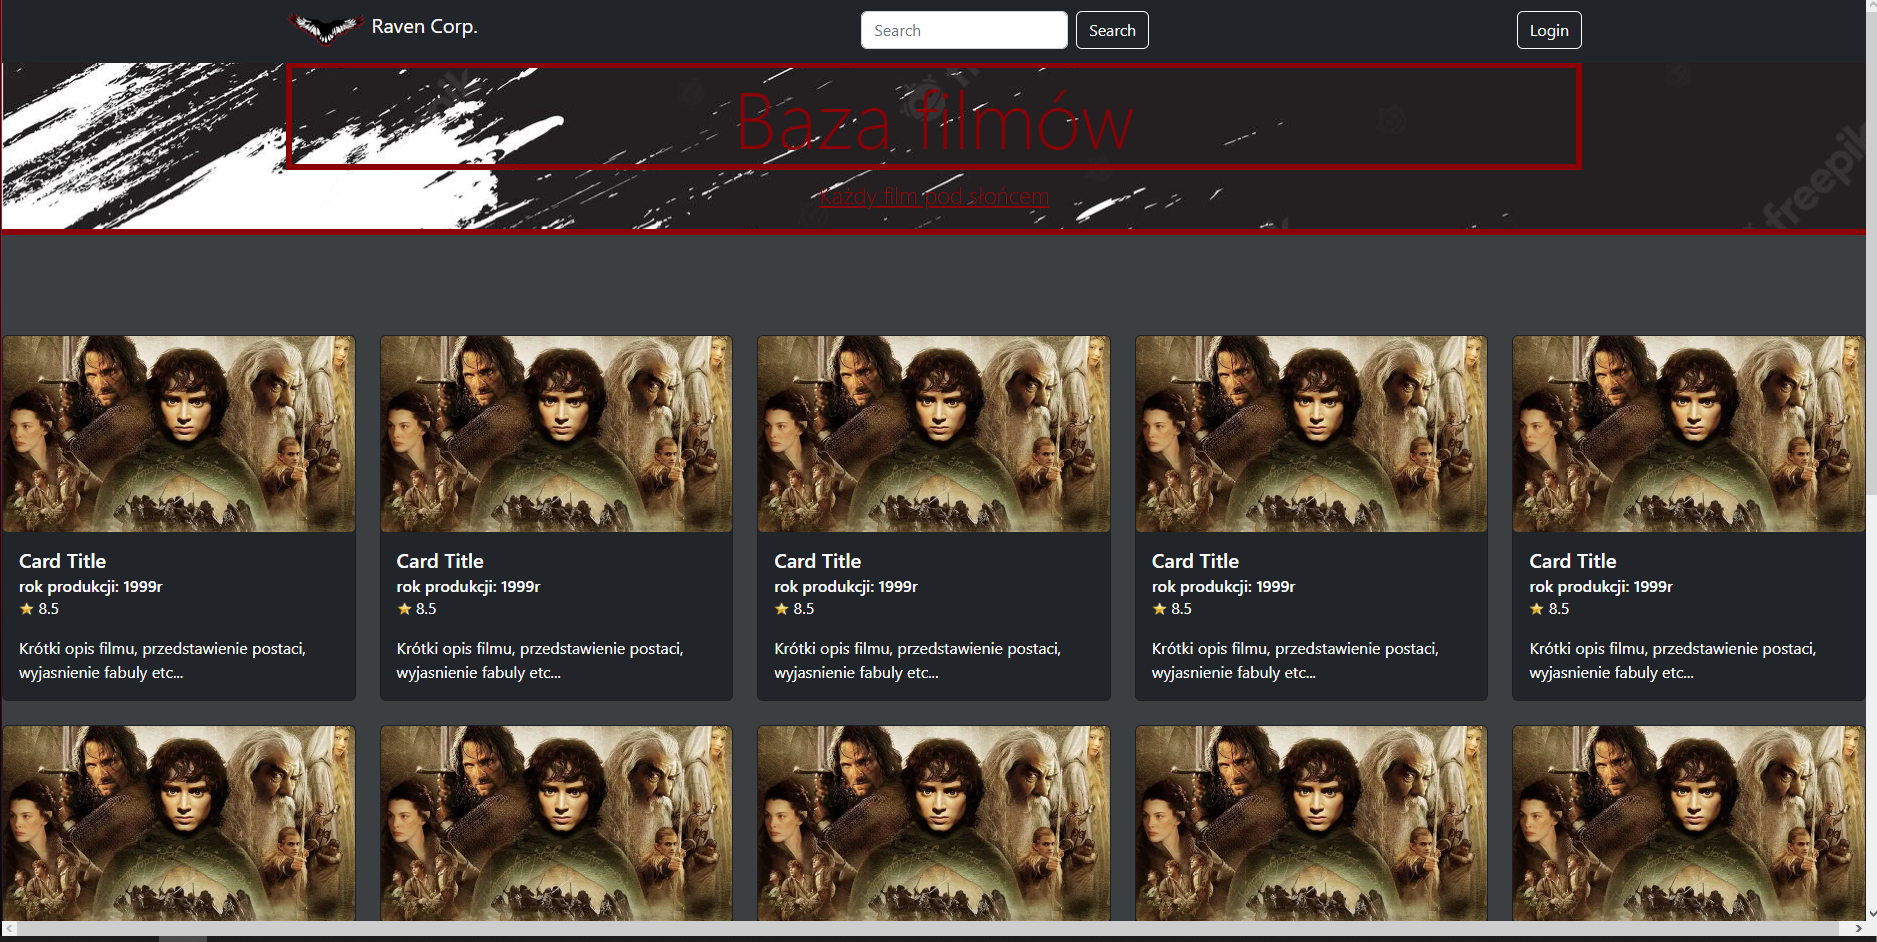 Raven Corp.
Search
Search
Login
Baza filmów
Każdy film pod słońcem
freepik
Card Title
rok produkcji: 1999r
8.5
Krótki opis filmu, przedstawienie postaci,
wyjasnienie fabuly etc...
Card Title
rok produkcji: 1999r
8.5
Krótki opis filmu, przedstawienie postaci,
wyjasnienie fabuly etc...
Card Title
rok produkcji: 1999r
8.5
Krótki opis filmu, przedstawienie postaci,
wyjasnienie fabuly etc...
Card Title
rok produkcji: 1999r
8.5
Krótki opis filmu, przedstawienie postaci,
wyjasnienie fabuly etc...
Card Title
rok produkcji: 1999r
8.5
Krótki opis filmu, przedstawienie postaci,
wyjasnienie fabuly etc...